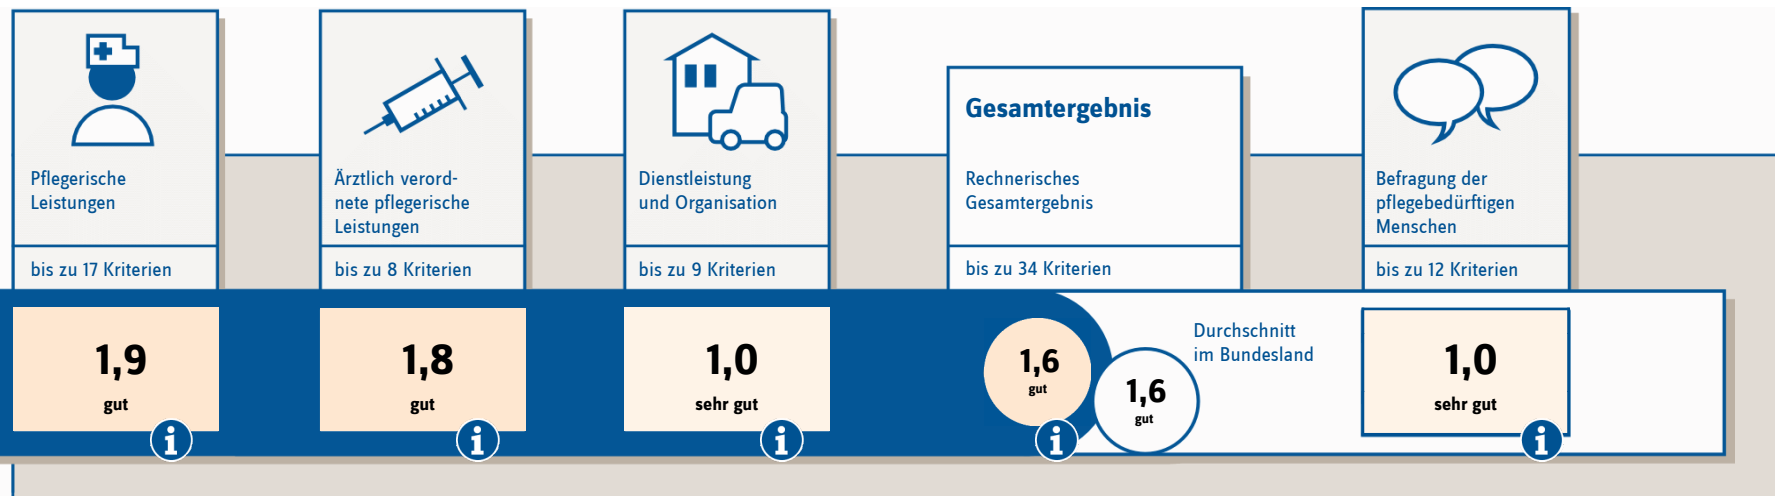 Pflegerische
Leistungen
bis zu 17 Kriterien
1,9
gut
i
Ärztlich verord-
nete pflegerische
Leistungen
bis zu 8 Kriterien
1,8
gut
i
Dienstleistung
und Organisation
bis zu 9 Kriterien
1,0
sehr gut
i
Gesamtergebnis
Rechnerisches
Gesamtergebnis
bis zu 34 Kriterien
1,6
gut
i
Durchschnitt
im Bundesland
1,6
gut
Befragung der
pflegebedürftigen
Menschen
bis zu 12 Kriterien
1,0
sehr gut
i